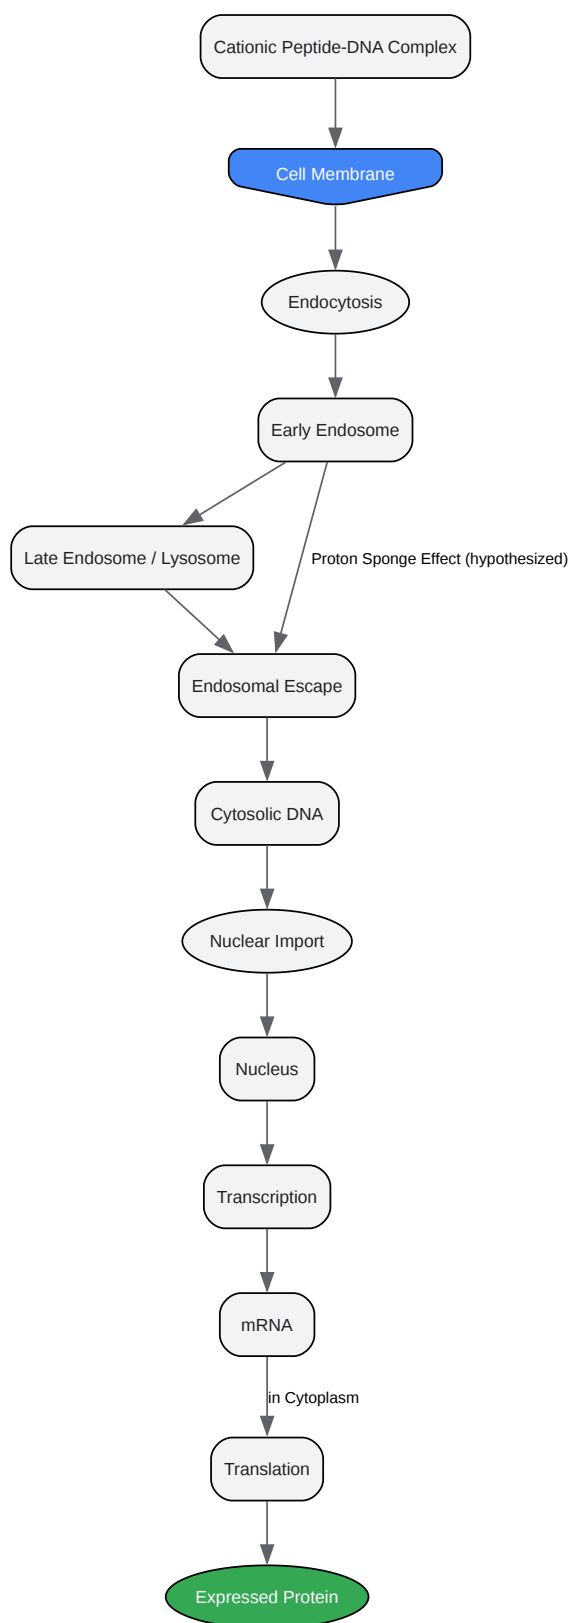 Cationic Peptide-DNA Complex
Cell Membrane
Endocytosis
Early Endosome
Late Endosome / Lysosome
Proton Sponge Effect (hypothesized)
Endosomal Escape
Cytosolic DNA
Nuclear Import
Nucleus
Transcription
mRNA
in Cytoplasm
Translation
Expressed Protein